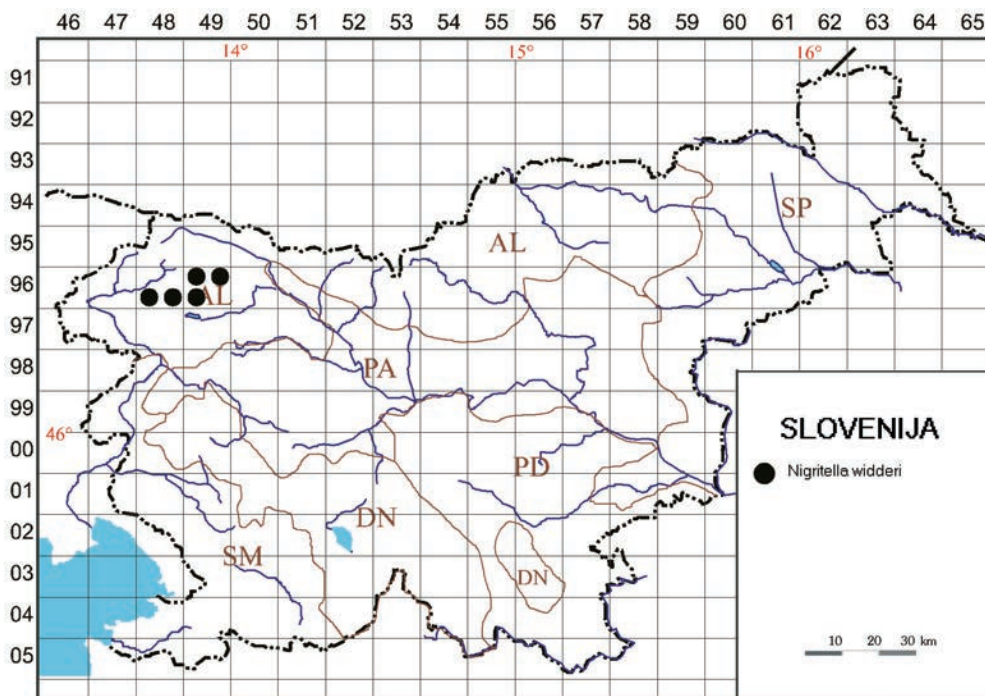 46 47 48 49 50 51 52 53 54 55 56 57 58 59 60 61 62 63 64 65
14° 15° 16°
91
92
93
94
SP
95
AL
96
AL
97
98
PA
99
46°
00
SLOVENIJA
PD
Nigritella widderi
01
DN
02
SM
03
DN
04
05
10 20 30 km